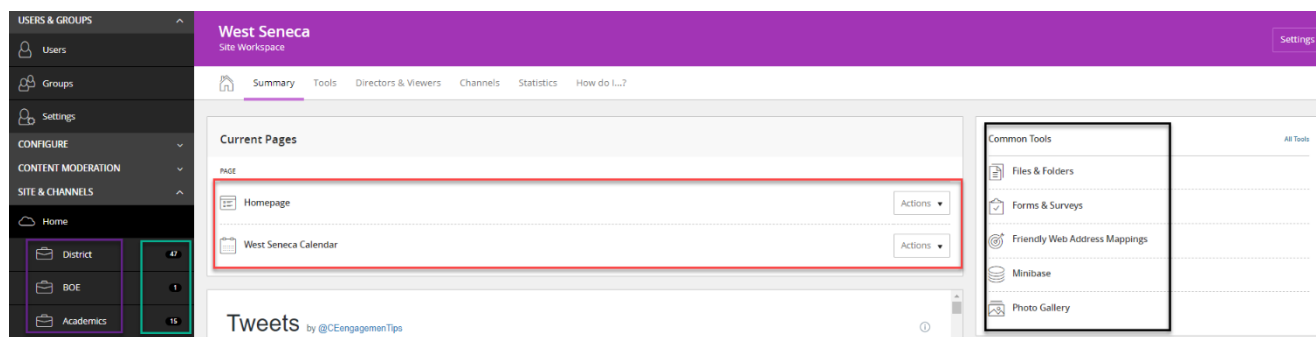 USERS & GROUPS
Users
Groups
Settings
CONFIGURE
CONTENT MODERATION
SITE & CHANNELS
Home
District 47
BOE 1
Academics 15
West Seneca
Site Workspace
Settings
Summary Tools Directors & Viewers Channels Statistics How do I...?
Current Pages
PAGE
Homepage Actions
West Seneca Calendar Actions
Tweets by @CEengagemenTips
Common Tools All Tools
Files & Folders
Forms & Surveys
Friendly Web Address Mappings
Minibase
Photo Gallery